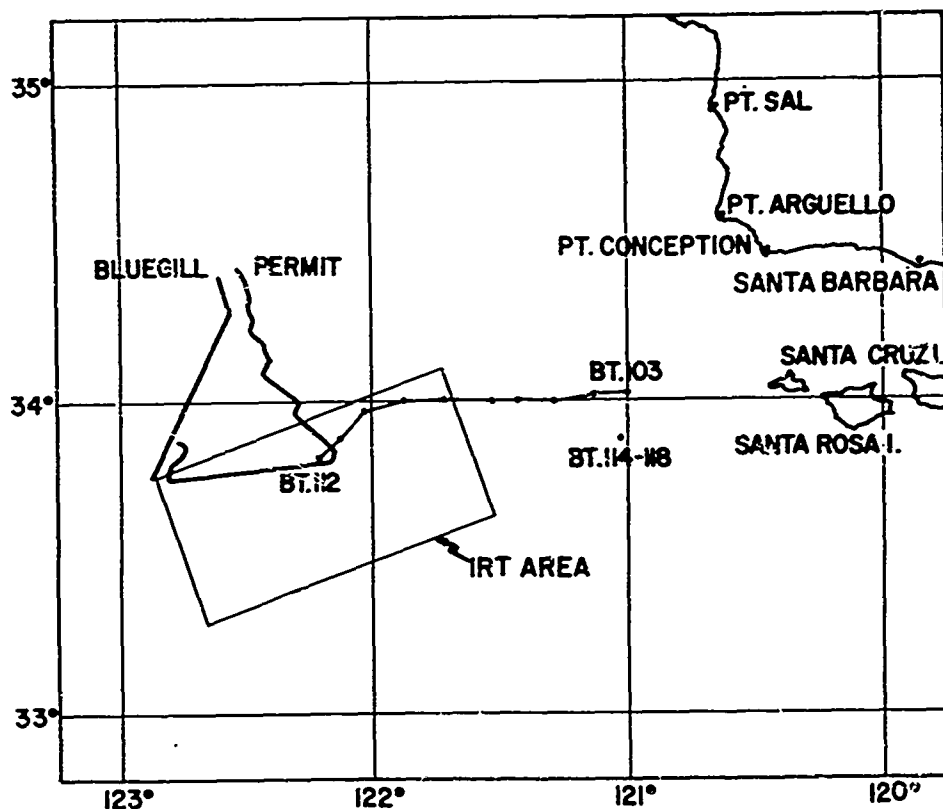 35°
PT. SAL
PT. ARGUELLO
PT. CONCEPTION
SANTA BARBARA
BLUEGILL
PERMIT
SANTA CRUZ I.
BT.103
34°
SANTA ROSA I.
BT.114-118
BT.112
IRT AREA
33°
123°
122°
121°
120°